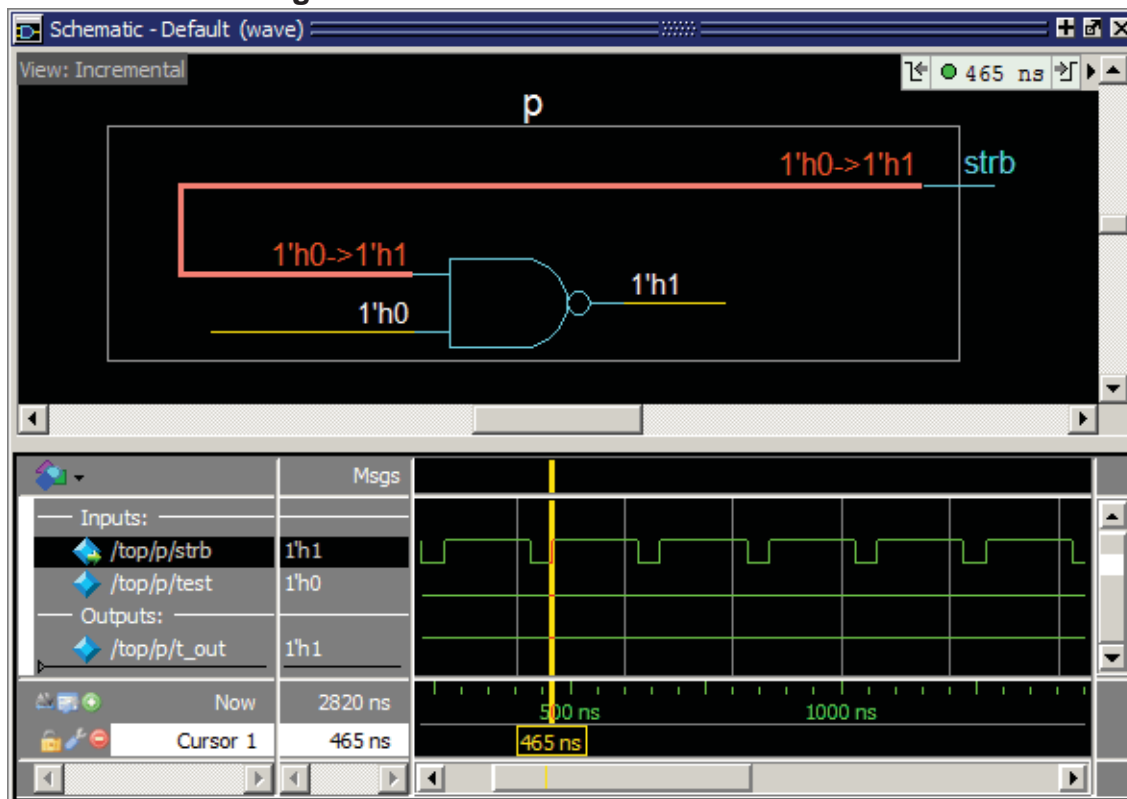 Schematic - Default (wave)
View: Incremental
465 ns
p
1'h0->1'h1 strb
1'h0->1'h1
1'h1
1'h0
Msgs
Inputs:
/top/p/strb 1'h1
/top/p/test 1'h0
Outputs:
/top/p/t_out 1'h1
Now 2820 ns 500 ns 1000 ns
Cursor 1 465 ns 465 ns